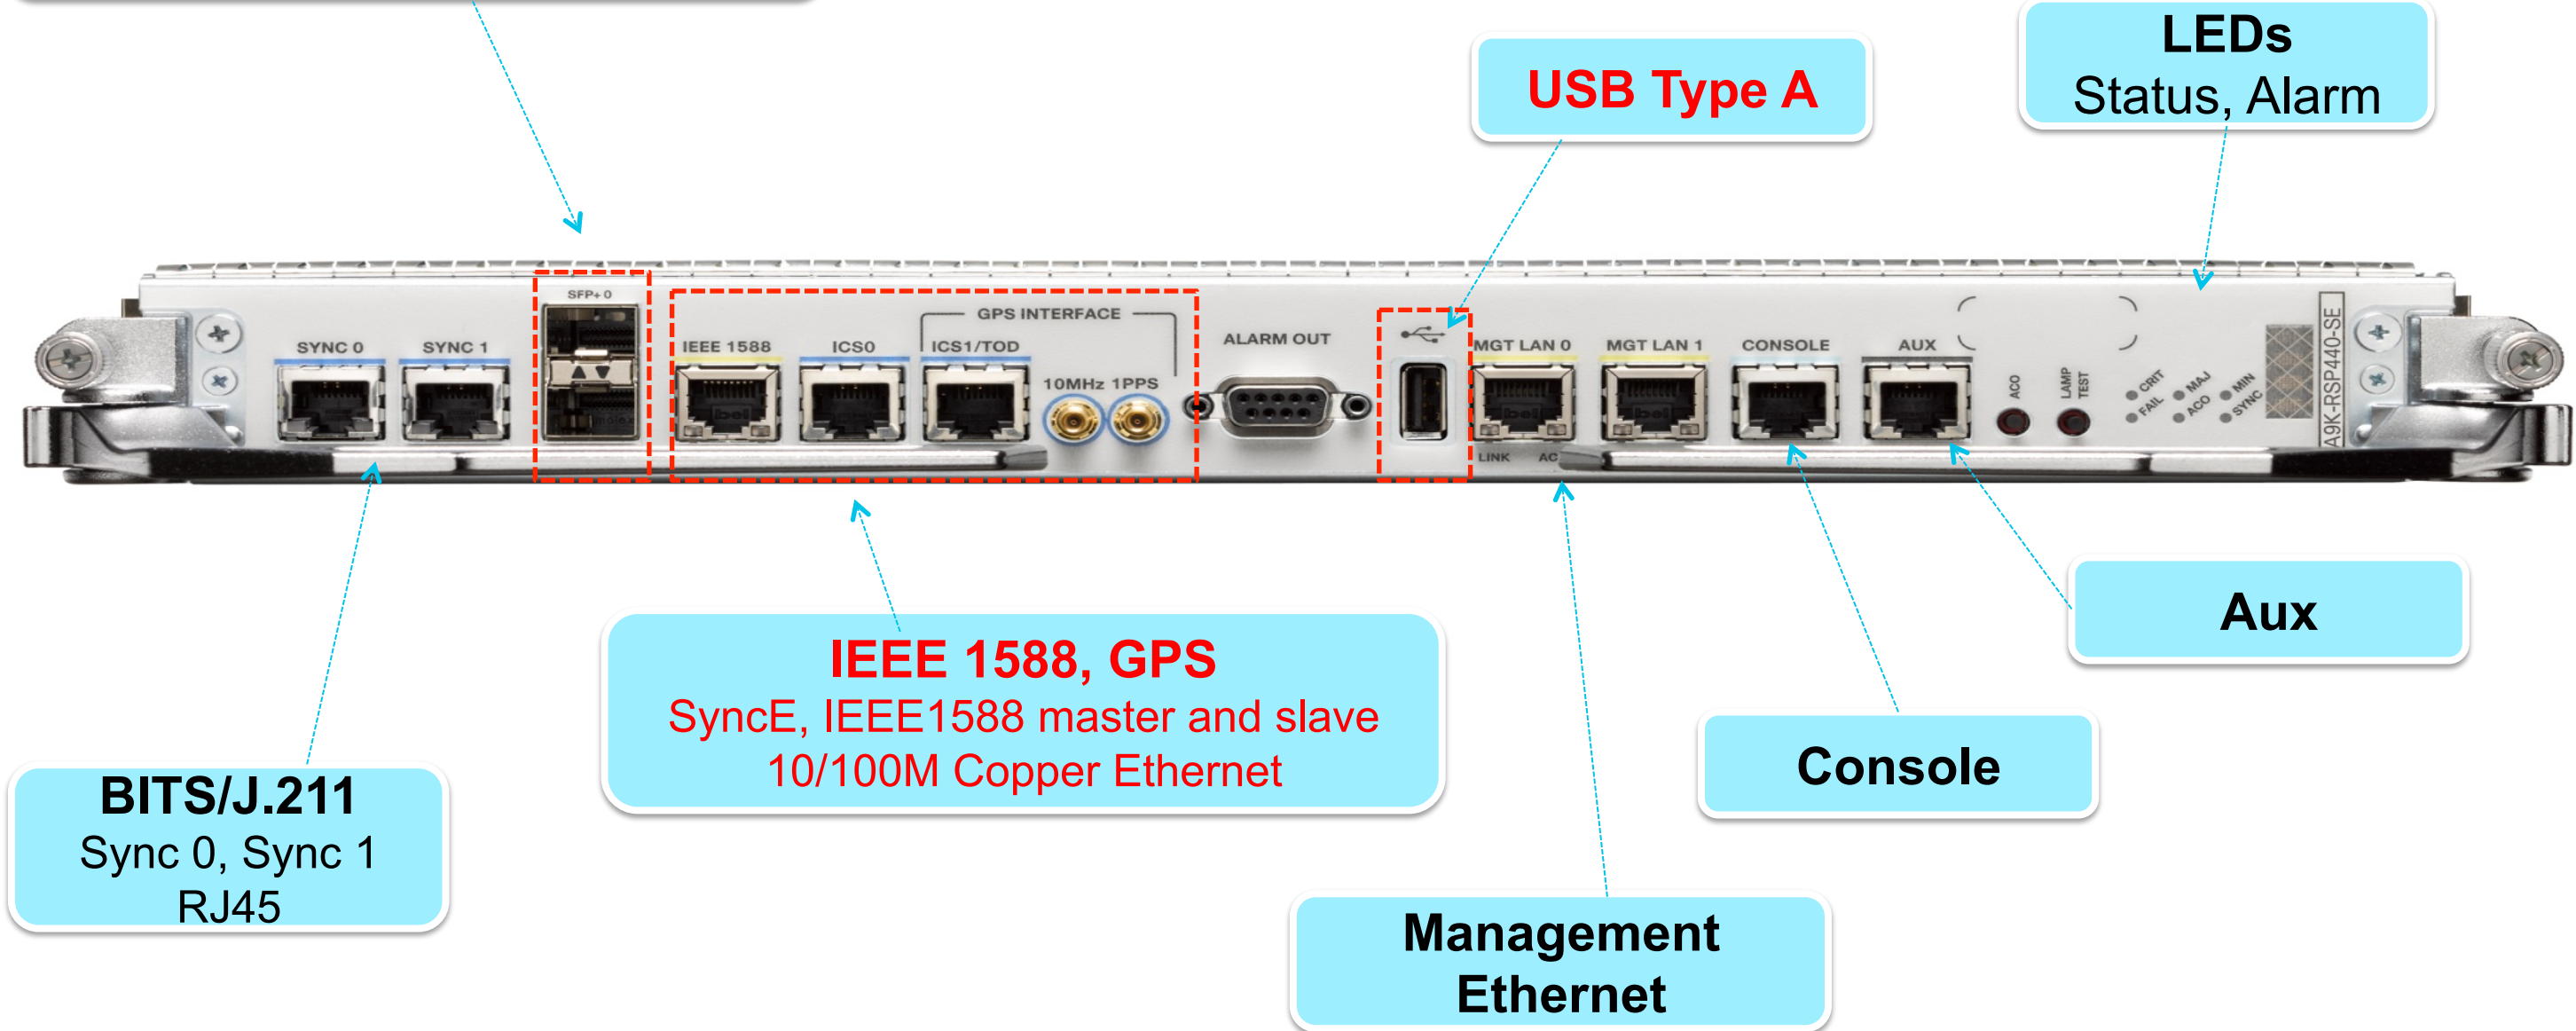 LEDs
Status, Alarm
USB Type A
SFP+ 0
GPS INTERFACE
SYNC 0
SYNC 1
IEEE 1588
ICS0
ICS1/TOD
10MHz 1PPS
ALARM OUT
MGT LAN 0
MGT LAN 1
CONSOLE
AUX
ACO
LAMP
TEST
CRIT
MAJ
MIN
FAIL
ACO
SYNC
A9K-RSP440-SE
LINK
IEEE 1588, GPS
SyncE, IEEE1588 master and slave
10/100M Copper Ethernet
Aux
Console
BITS/J.211
Sync 0, Sync 1
RJ45
Management
Ethernet